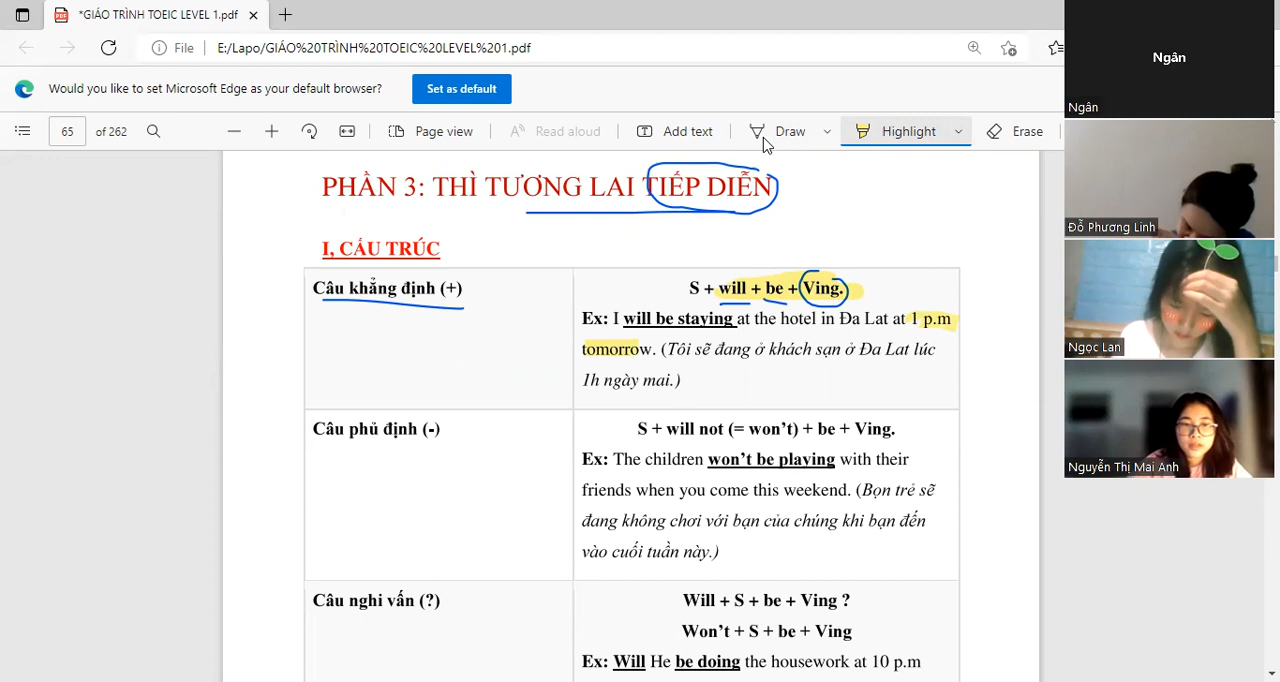 *GIÁO TRÌNH TOEIC LEVEL 1.pdf
File E:/Lapo/GIÁO%20TRÌNH%20TOEIC%20LEVEL%201.pdf
Would you like to set Microsoft Edge as your default browser? Set as default
65 of 262 Page view Read aloud Add text Draw Highlight Erase
PHẦN 3: THÌ TƯƠNG LAI TIẾP DIỄN
I, CẤU TRÚC
Câu khẳng định (+)
S + will + be + Ving.
Ex: I will be staying at the hotel in Đa Lat at 1 p.m
tomorrow. (Tôi sẽ đang ở khách sạn ở Đa Lat lúc
1h ngày mai.)
Câu phủ định (-)
S + will not (= won’t) + be + Ving.
Ex: The children won’t be playing with their
friends when you come this weekend. (Bọn trẻ sẽ
đang không chơi với bạn của chúng khi bạn đến
vào cuối tuần này.)
Câu nghi vấn (?)
Will + S + be + Ving ?
Won’t + S + be + Ving
Ex: Will He be doing the housework at 10 p.m
Ngân
Ngân
Đỗ Phương Linh
Ngọc Lan
Nguyễn Thị Mai Anh